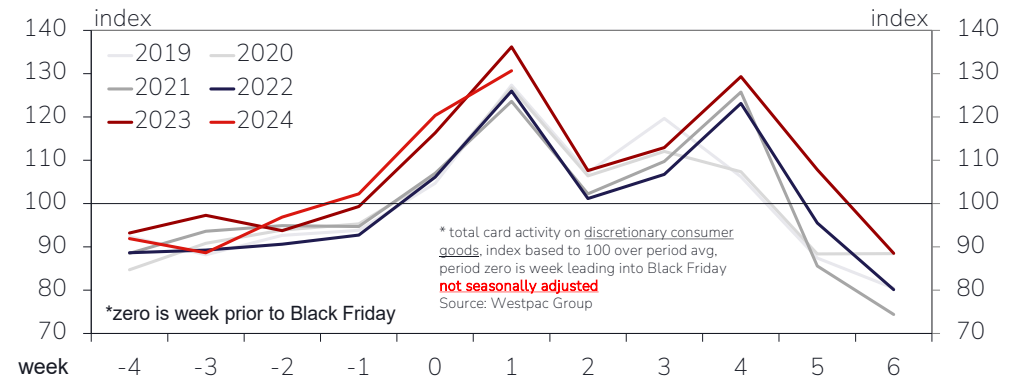 index index
140 140
130 130
120 120
110 110
100 100
90 90
80 80
70 70
2019 2020
2021 2022
2023 2024
* total card activity on discretionary consumer
goods, index based to 100 over period avg,
period zero is week leading into Black Friday
not seasonally adjusted
Source: Westpac Group
*zero is week prior to Black Friday
week -4 -3 -2 -1 0 1 2 3 4 5 6